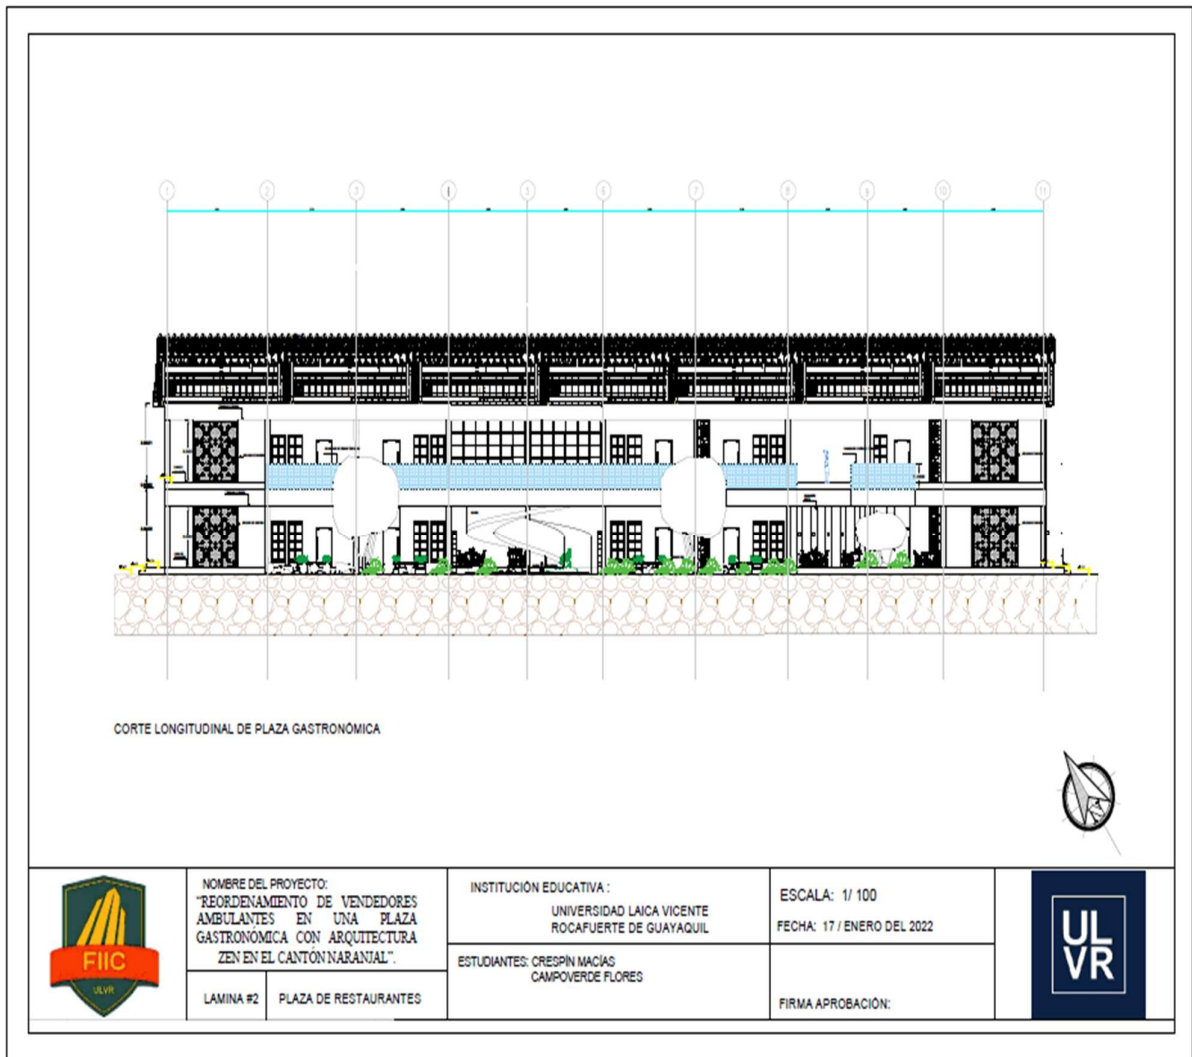 1 2 3 4 5 6 7 8 9 10 11
CORTE LONGITUDINAL DE PLAZA GASTRONÓMICA
FIIC
ULVR
NOMBRE DEL PROYECTO:
“REORDENAMIENTO DE VENDEDORES
AMBULANTES EN UNA PLAZA
GASTRONÓMICA CON ARQUITECTURA
ZEN EN EL CANTÓN NARANJAL”.
LAMINA #2
PLAZA DE RESTAURANTES
INSTITUCIÓN EDUCATIVA :
UNIVERSIDAD LAICA VICENTE
ROCAFUERTE DE GUAYAQUIL
ESTUDIANTES: CRESPÍN MACÍAS
CAMPOVERDE FLORES
ESCALA: 1/ 100
FECHA: 17 / ENERO DEL 2022
FIRMA APROBACIÓN:
UL
VR